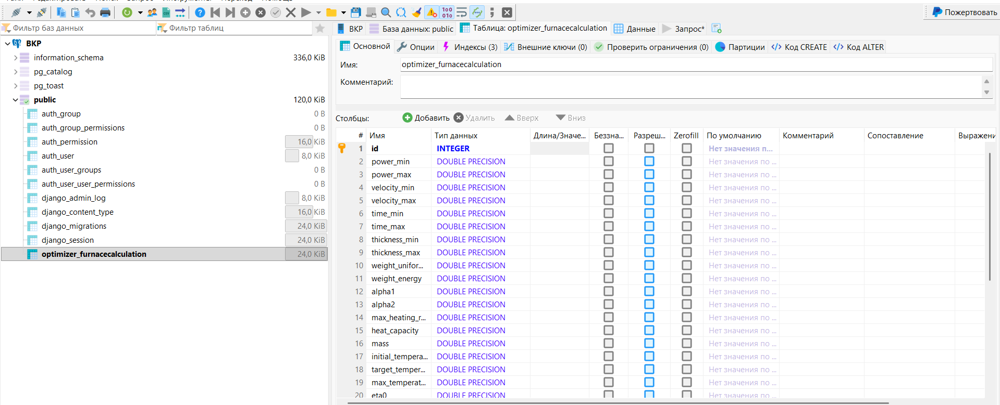 Пожертвовать
Фильтр баз данных
Фильтр таблиц
ВКР
information_schema 336,0 KiB
pg_catalog
pg_toast
public 120,0 KiB
auth_group 0 B
auth_group_permissions
auth_permission 16,0 KiB
auth_user 8,0 KiB
auth_user_groups 0 B
auth_user_user_permissions 0 B
django_admin_log 8,0 KiB
django_content_type 16,0 KiB
django_migrations 24,0 KiB
django_session 24,0 KiB
optimizer_furnacecalculation 24,0 KiB
ВКР База данных: public Таблица: optimizer_furnacecalculation Данные Запрос*
Основной Опции Индексы (3) Внешние ключи (0) Проверить ограничения (0) Партиции Код CREATE Код ALTER
Имя: optimizer_furnacecalculation
Комментарий:
Столбцы: Добавить Удалить Вверх Вниз
# Имя Тип данных Длина/Значе... Беззна... Разреш... Zerofill По умолчанию Комментарий Сопоставление Выражени
1 id INTEGER Нет значения п...
2 power_min DOUBLE PRECISION Нет значения по ...
3 power_max DOUBLE PRECISION Нет значения по ...
4 velocity_min DOUBLE PRECISION Нет значения по ...
5 velocity_max DOUBLE PRECISION Нет значения по ...
6 time_min DOUBLE PRECISION Нет значения по ...
7 time_max DOUBLE PRECISION Нет значения по ...
8 thickness_min DOUBLE PRECISION Нет значения по ...
9 thickness_max DOUBLE PRECISION Нет значения по ...
10 weight_unifor... DOUBLE PRECISION Нет значения по ...
11 weight_energy DOUBLE PRECISION Нет значения по ...
12 alpha1 DOUBLE PRECISION Нет значения по ...
13 alpha2 DOUBLE PRECISION Нет значения по ...
14 max_heating_r... DOUBLE PRECISION Нет значения по ...
15 heat_capacity DOUBLE PRECISION Нет значения по ...
16 mass DOUBLE PRECISION Нет значения по ...
17 initial_tempera... DOUBLE PRECISION Нет значения по ...
18 target_temper... DOUBLE PRECISION Нет значения по ...
19 max_temperat... DOUBLE PRECISION Нет значения по ...
20 eta0 DOUBLE PRECISION Нет значения по ...